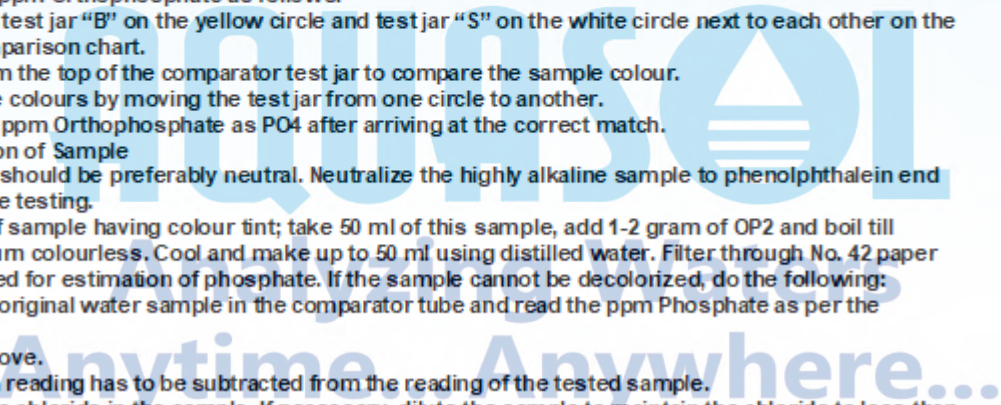 Orthophosphate as follows:
test jar “B” on the yellow circle and test jar “S” on the white circle next to each other on the
parison chart.
m the top of the comparator test jar to compare the sample colour.
e colours by moving the test jar from one circle to another.
ppm Orthophosphate as PO4 after arriving at the correct match.
on of Sample
should be preferably neutral. Neutralize the highly alkaline sample to phenolphthalein end
e testing.
f sample having colour tint; take 50 ml of this sample, add 1-2 gram of OP2 and boil till
urn colourless. Cool and make up to 50 ml using distilled water. Filter through No. 42 paper
ed for estimation of phosphate. If the sample cannot be decolorized, do the following:
original water sample in the comparator tube and read the ppm Phosphate as per the
ove.
reading has to be subtracted from the reading of the tested sample.
AQUASOL
Analyzing Waters
Anytime... Anywhere...